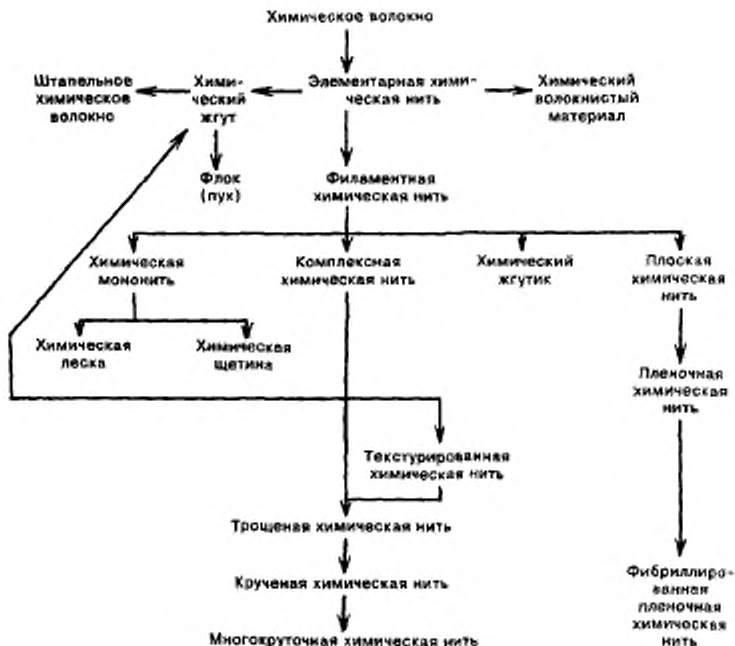 Химическое волокно
Штапельное
химическое
волокно
Хими-
ческий
жгут
Элементарная хими-
ческая нить
Химический
волокнистый
материал
Флок
(пух)
Филаментная
химическая нить
Химическая
мононить
Комплексная
химическая нить
Химический
жгутик
Плоская
химическая
нить
Химическая
леска
Химическая
щетина
Пленочная
химическая
нить
Текстурированная
химическая нить
Трощеная химическая нить
Крученая химическая нить
Многокруточная химическая нить
Фибриллиро-
ванная
пленочная
химическая
нить